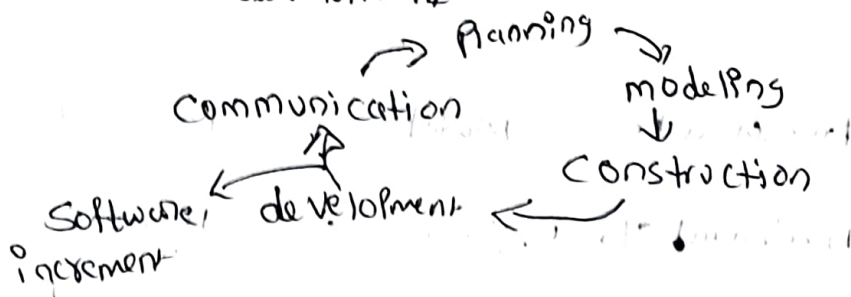 Planning
modeling
Communication
Construction
Software, development
increment